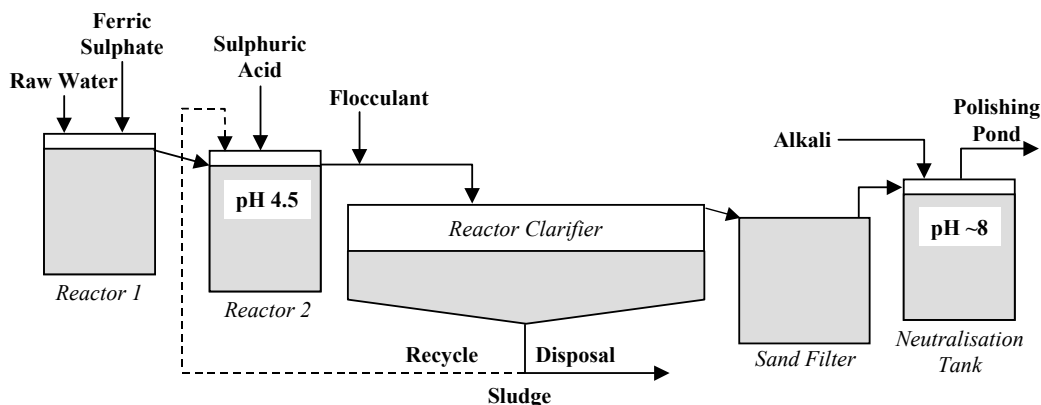 Ferric
Sulphate
Raw Water
Sulphuric
Acid
Flocculant
Alkali
Polishing
Pond
pH 4.5
Reactor Clarifier
pH ~8
Reactor 1
Reactor 2
Sand Filter
Neutralisation
Tank
Recycle
Disposal
Sludge